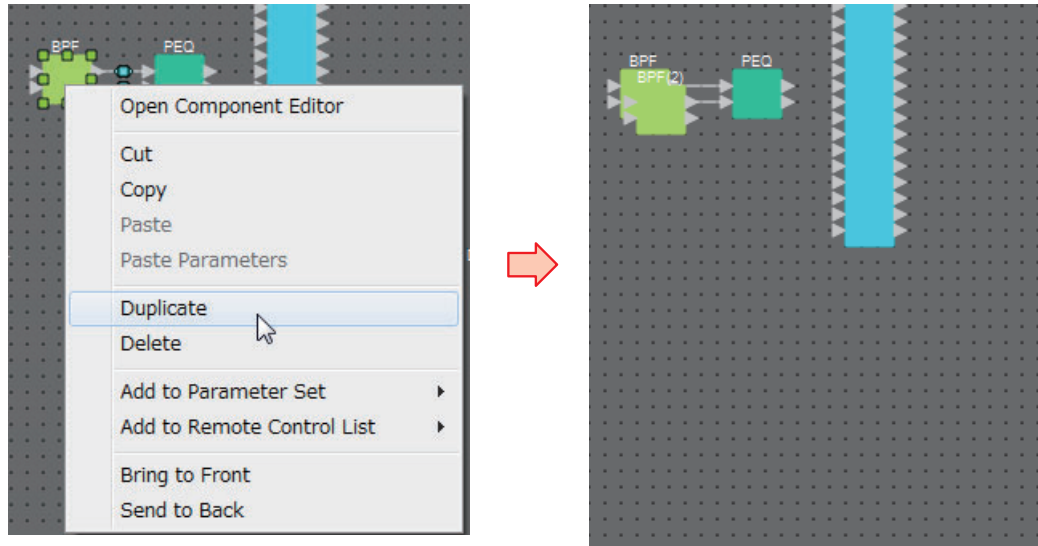 BPF
PEQ
Open Component Editor
Cut
Copy
Paste
Paste Parameters
Duplicate
Delete
Add to Parameter Set
Add to Remote Control List
Bring to Front
Send to Back
BPF
PEQ
BPF(2)